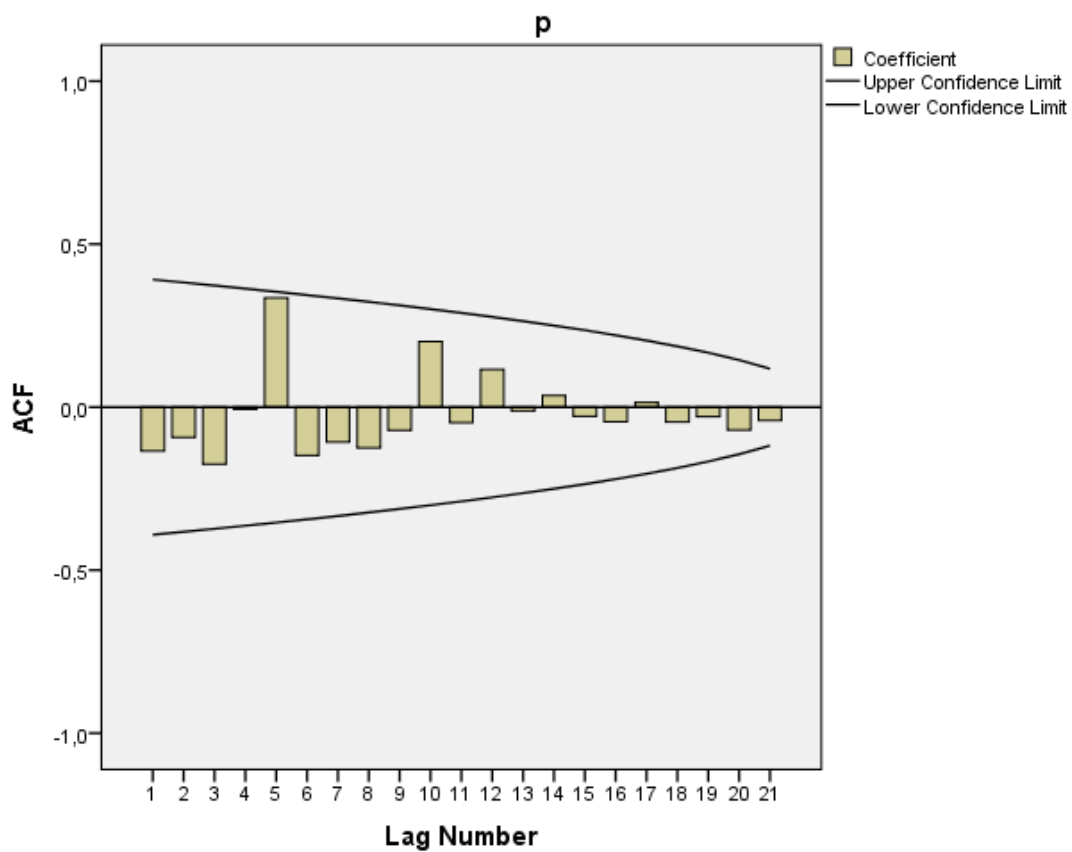 p
Coefficient
Upper Confidence Limit
Lower Confidence Limit
1,0
0,5
0,0
-0,5
-1,0
ACF
1 2 3 4 5 6 7 8 9 10 11 12 13 14 15 16 17 18 19 20 21
Lag Number